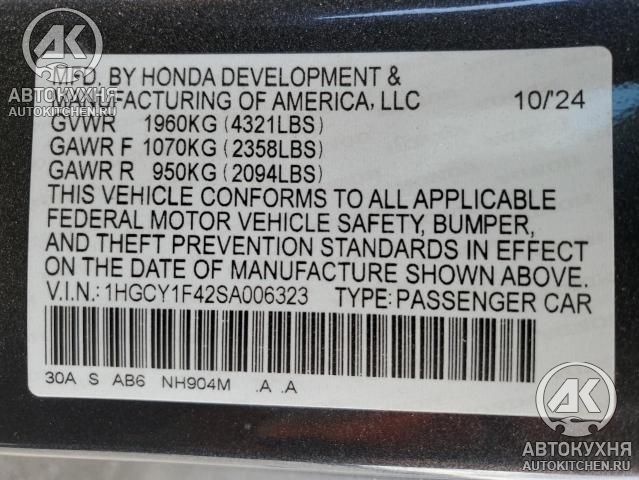 MFD. BY HONDA DEVELOPMENT &
MANUFACTURING OF AMERICA, LLC 10/'24
GVWR 1960KG (4321LBS)
GAWR F 1070KG (2358LBS)
GAWR R 950KG (2094LBS)
THIS VEHICLE CONFORMS TO ALL APPLICABLE
FEDERAL MOTOR VEHICLE SAFETY, BUMPER,
AND THEFT PREVENTION STANDARDS IN EFFECT
ON THE DATE OF MANUFACTURE SHOWN ABOVE.
V.I.N.: 1HGCY1F42SA006323 TYPE: PASSENGER CAR
30A S AB6 NH904M .A .A
АК
АВТОКУХНЯ
AUTOKITCHEN.RU
АК
АВТОКУХНЯ
AUTOKITCHEN.RU